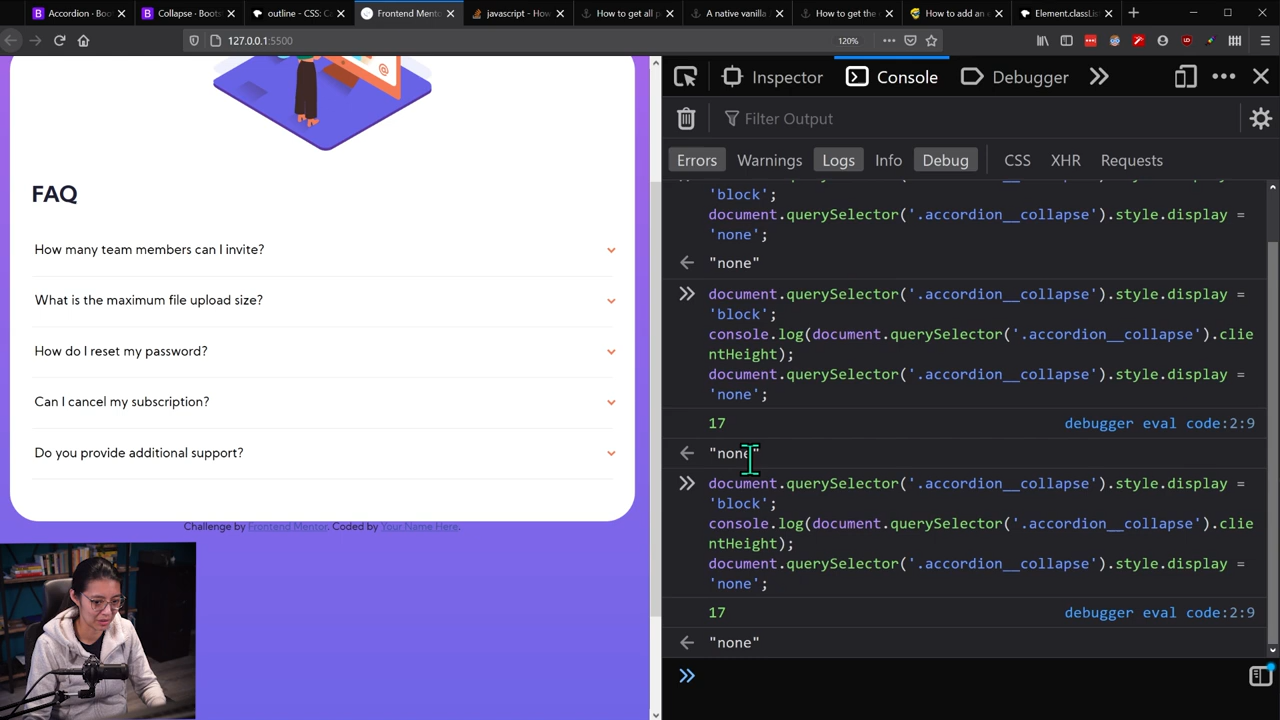 Accordion · Boo
Collapse · Boots
outline - CSS: Ca
Frontend Mento
javascript - How
How to get all p
A native vanilla
How to get the c
How to add an e
Element.classLis
127.0.0.1:5500
120%
Inspector
Console
Debugger
Filter Output
Errors
Warnings
Logs
Info
Debug
CSS
XHR
Requests
FAQ
How many team members can I invite?
What is the maximum file upload size?
How do I reset my password?
Can I cancel my subscription?
Do you provide additional support?
Challenge by Frontend Mentor. Coded by Your Name Here.
'block';
document.querySelector('.accordion__collapse').style.display =
'none';
"none"
document.querySelector('.accordion__collapse').style.display =
'block';
console.log(document.querySelector('.accordion__collapse').clie
ntHeight);
document.querySelector('.accordion__collapse').style.display =
'none';
17 debugger eval code:2:9
"none"
document.querySelector('.accordion__collapse').style.display =
'block';
console.log(document.querySelector('.accordion__collapse').clie
ntHeight);
document.querySelector('.accordion__collapse').style.display =
'none';
17 debugger eval code:2:9
"none"